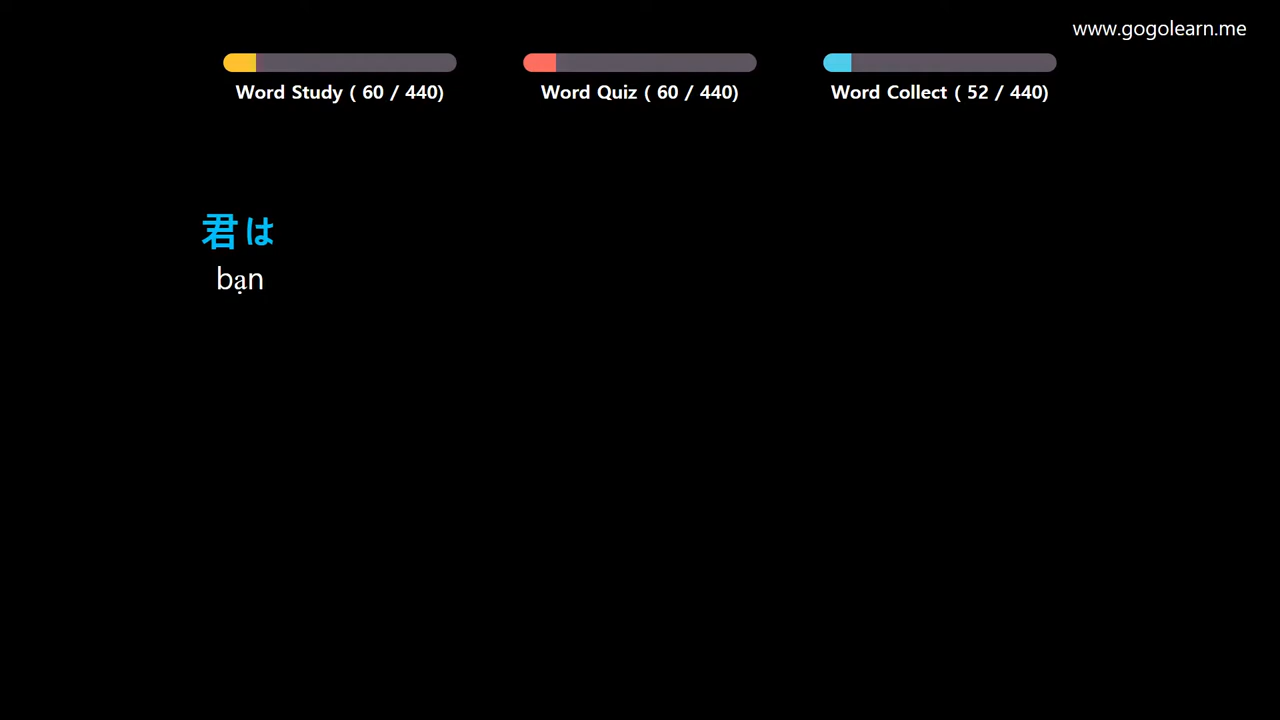 www.gogolearn.me
Word Study ( 60 / 440)
Word Quiz ( 60 / 440)
Word Collect ( 52 / 440)
君は
bạn